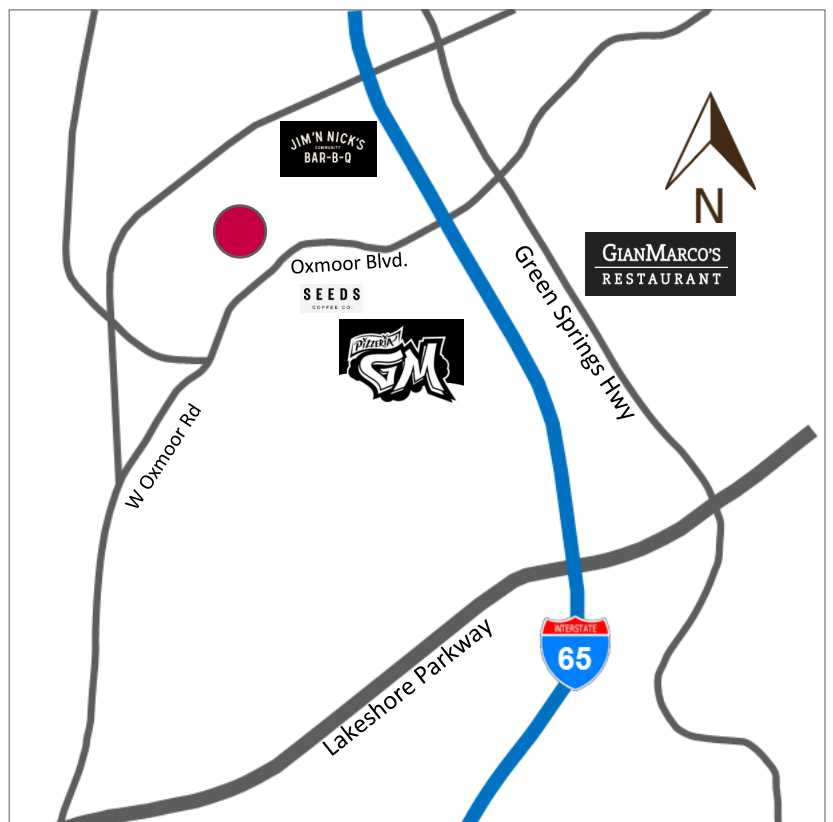 JIM 'N NICK'S
COMMUNITY
BAR-B-Q
N
GIANMARCO'S
RESTAURANT
Oxmoor Blvd.
SEEDS
COFFEE CO.
Green Springs Hwy
PIZZERIA
GM
W Oxmoor Rd
INTERSTATE
65
Lakeshore Parkway